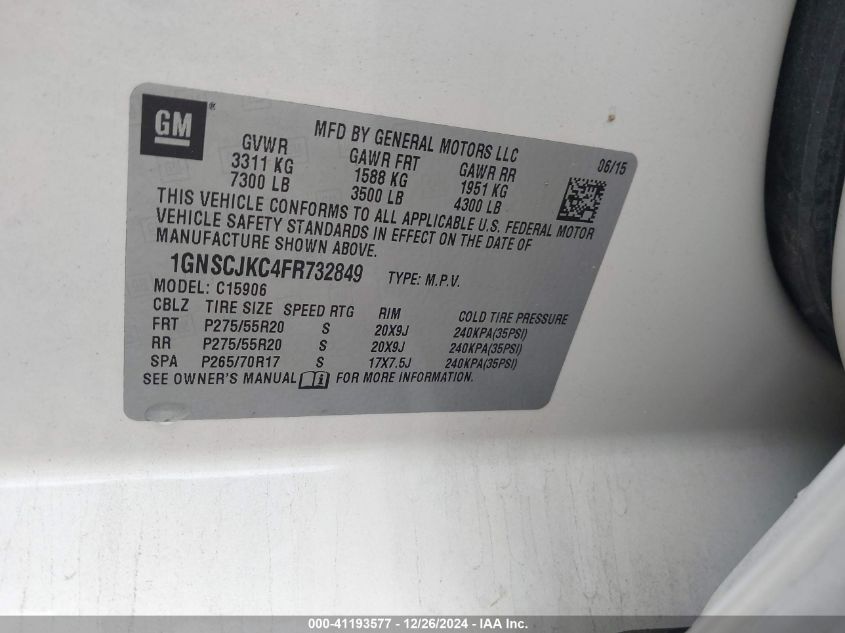 GM®
MFD BY GENERAL MOTORS LLC 06/15
GVWR GAWR FRT GAWR RR
3311 KG 1588 KG 1951 KG
7300 LB 3500 LB 4300 LB
THIS VEHICLE CONFORMS TO ALL APPLICABLE U.S. FEDERAL MOTOR
VEHICLE SAFETY STANDARDS IN EFFECT ON THE DATE OF
MANUFACTURE SHOWN ABOVE.
1GNSCJKC4FR732849 TYPE: M.P.V.
MODEL: C15906
CBLZ TIRE SIZE SPEED RTG RIM COLD TIRE PRESSURE
FRT P275/55R20 S 20X9J 240KPA(35PSI)
RR P275/55R20 S 20X9J 240KPA(35PSI)
SPA P265/70R17 S 17X7.5J 240KPA(35PSI)
SEE OWNER'S MANUAL FOR MORE INFORMATION.
000-41193577 - 12/26/2024 - IAA Inc.